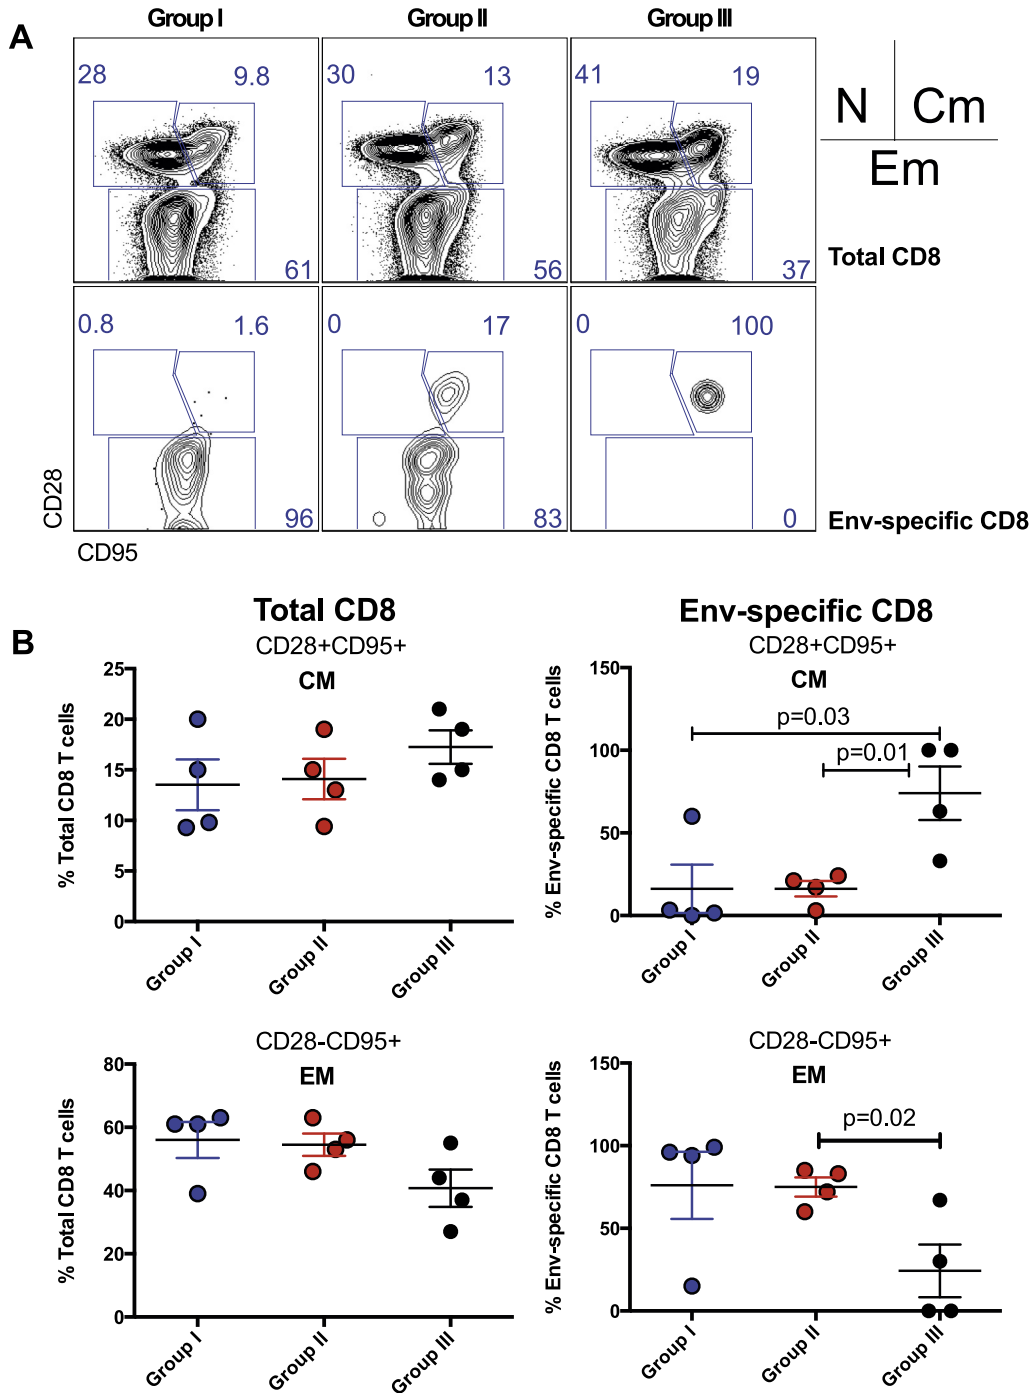 A
Group I
Group II
Group III
28
9.8
30
13
41
19
N
Cm
Em
61
56
37
Total CD8
0.8
1.6
0
17
0
100
96
83
0
Env-specific CD8
CD28
CD95
B
Total CD8
CD28+CD95+
CM
% Total CD8 T cells
25
20
15
10
5
0
Group I
Group II
Group III
Env-specific CD8
CD28+CD95+
CM
% Env-specific CD8 T cells
150
100
50
0
p=0.03
p=0.01
Group I
Group II
Group III
CD28-CD95+
EM
% Total CD8 T cells
80
60
40
20
0
Group I
Group II
Group III
CD28-CD95+
EM
% Env-specific CD8 T cells
150
100
50
0
p=0.02
Group I
Group II
Group III